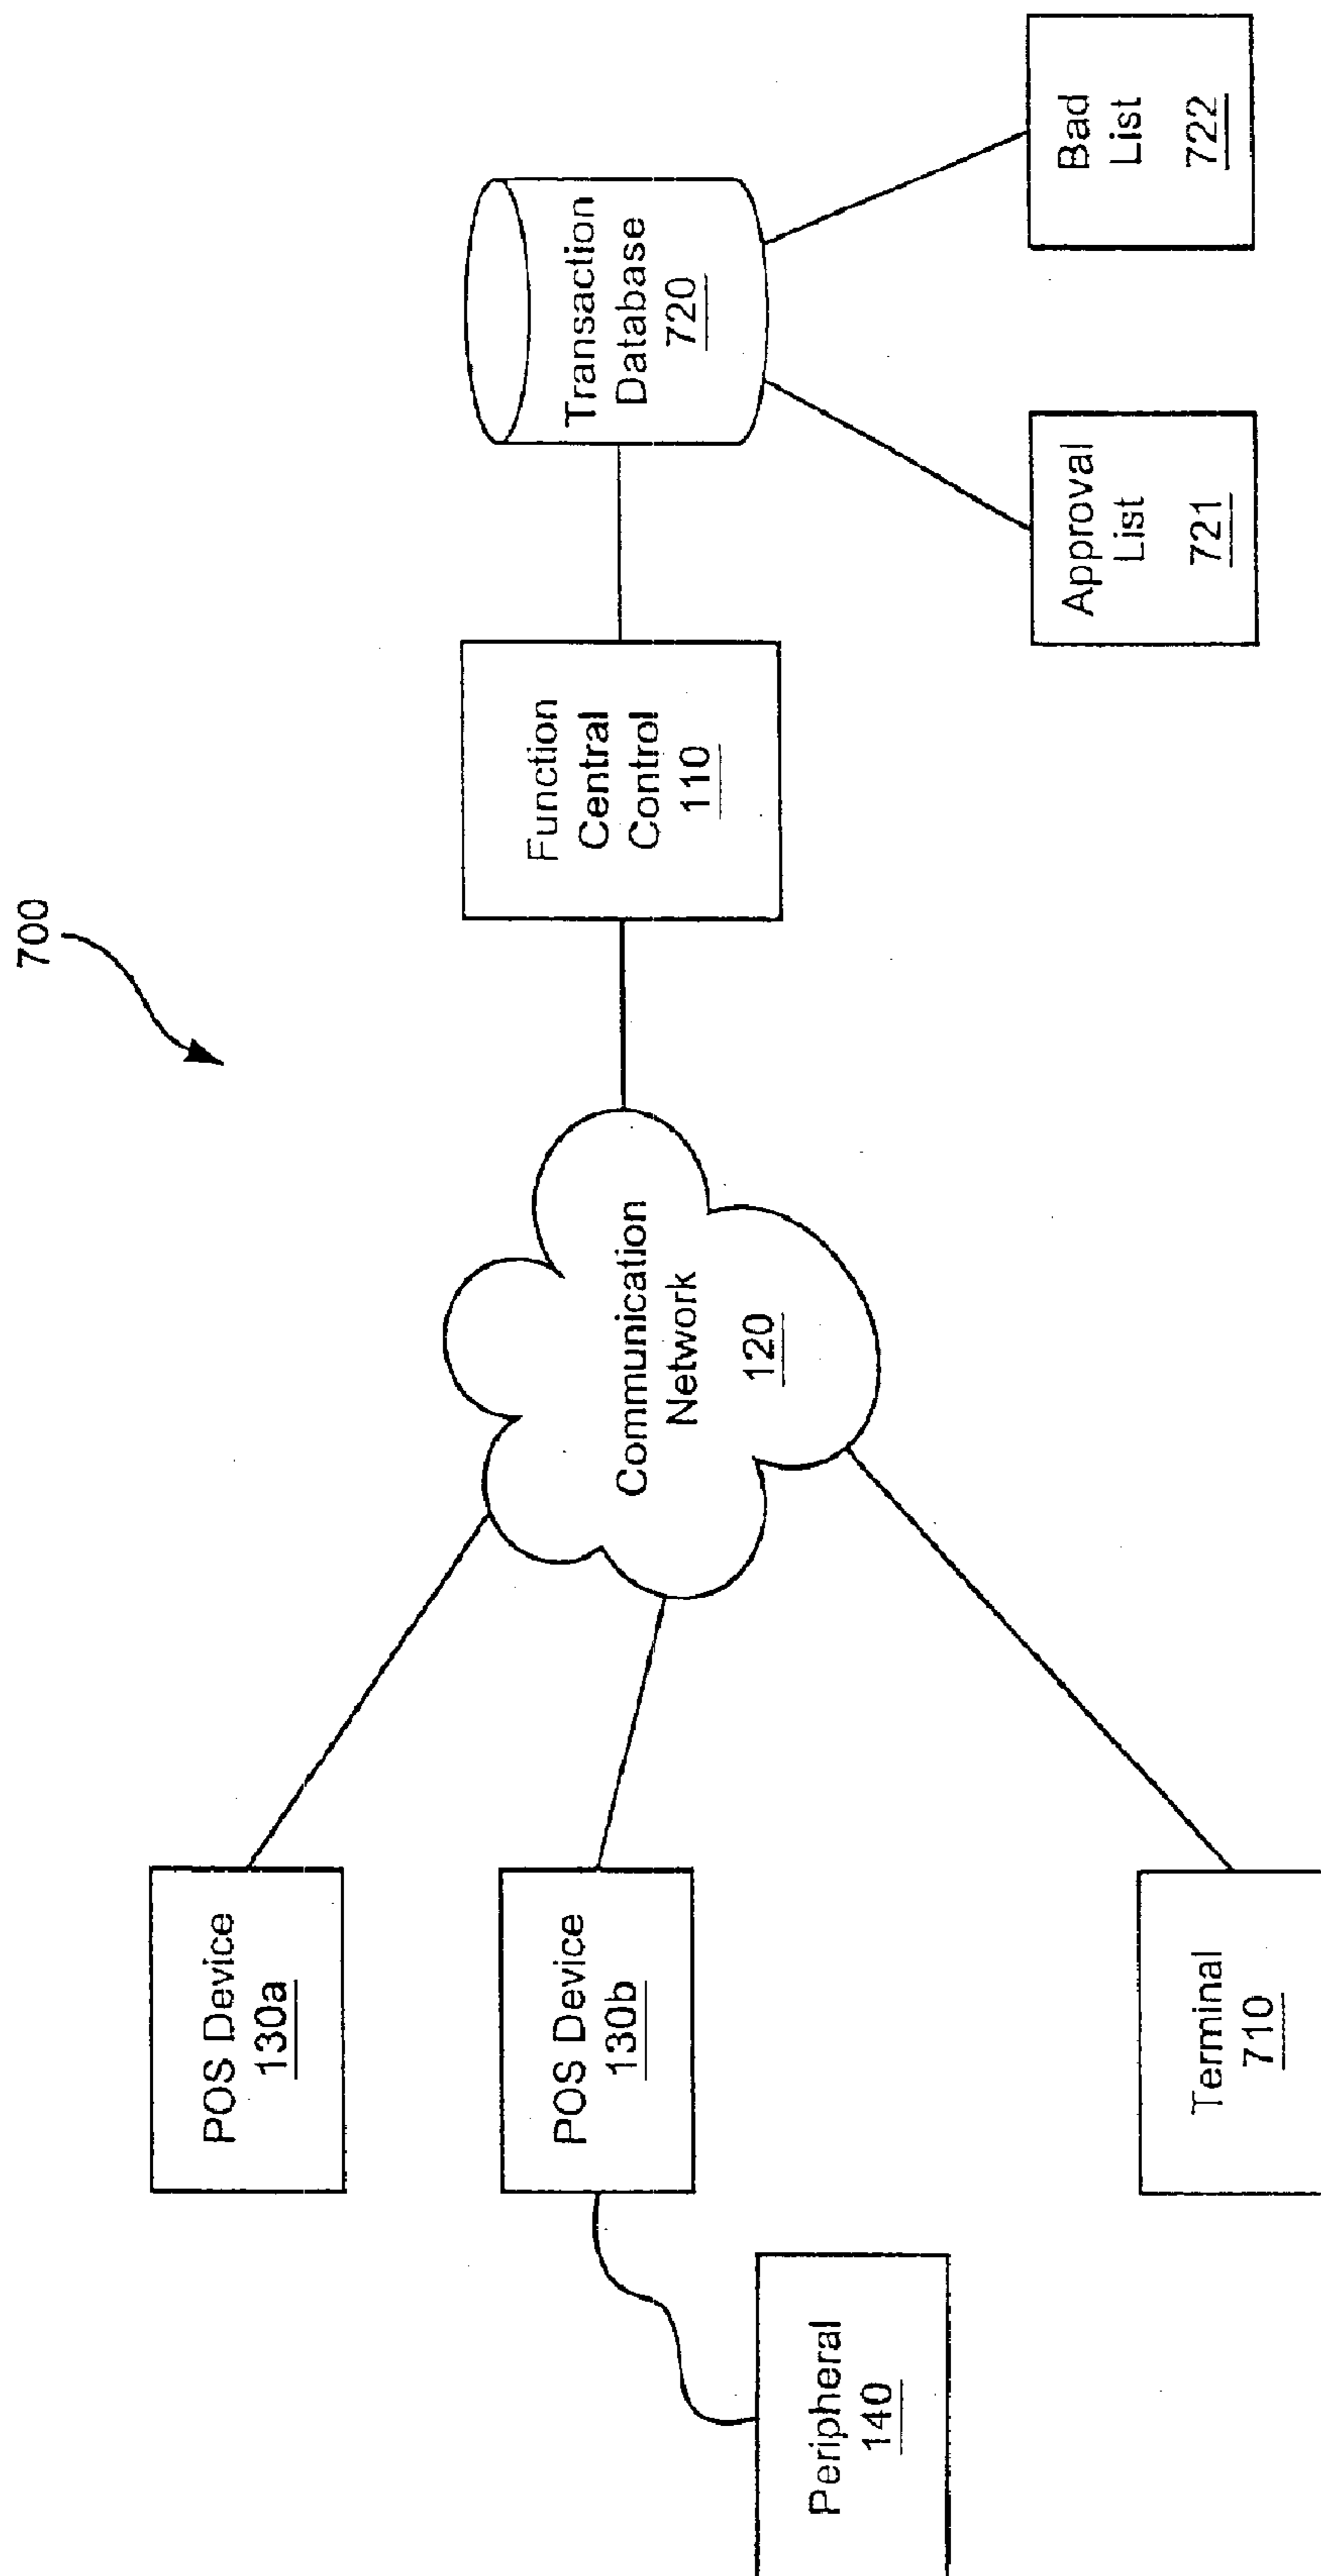 700
POS Device
130a
POS Device
130b
Peripheral
140
Terminal
710
Communication
Network
120
Function
Central
Control
110
Transaction
Database
720
Approval
List
721
Bad
List
722